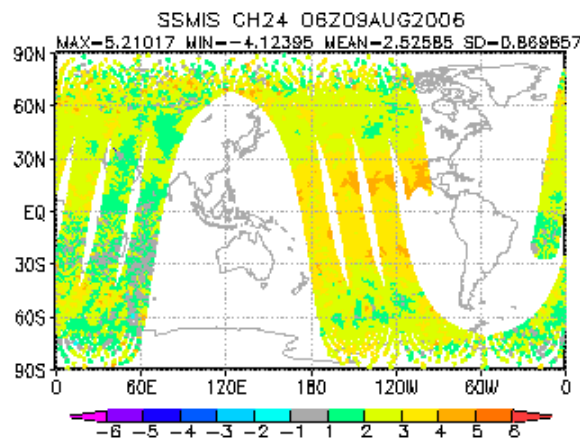 SSMIS CH24 06Z09AUG2006
MAX=5.21017 MIN=-4.12395 MEAN=2.52585 SD=0.869857
90N
60N
30N
EQ
30S
60S
90S
0 60E 120E 180 120W 60W 0
-6 -5 -4 -3 -2 -1 1 2 3 4 5 6